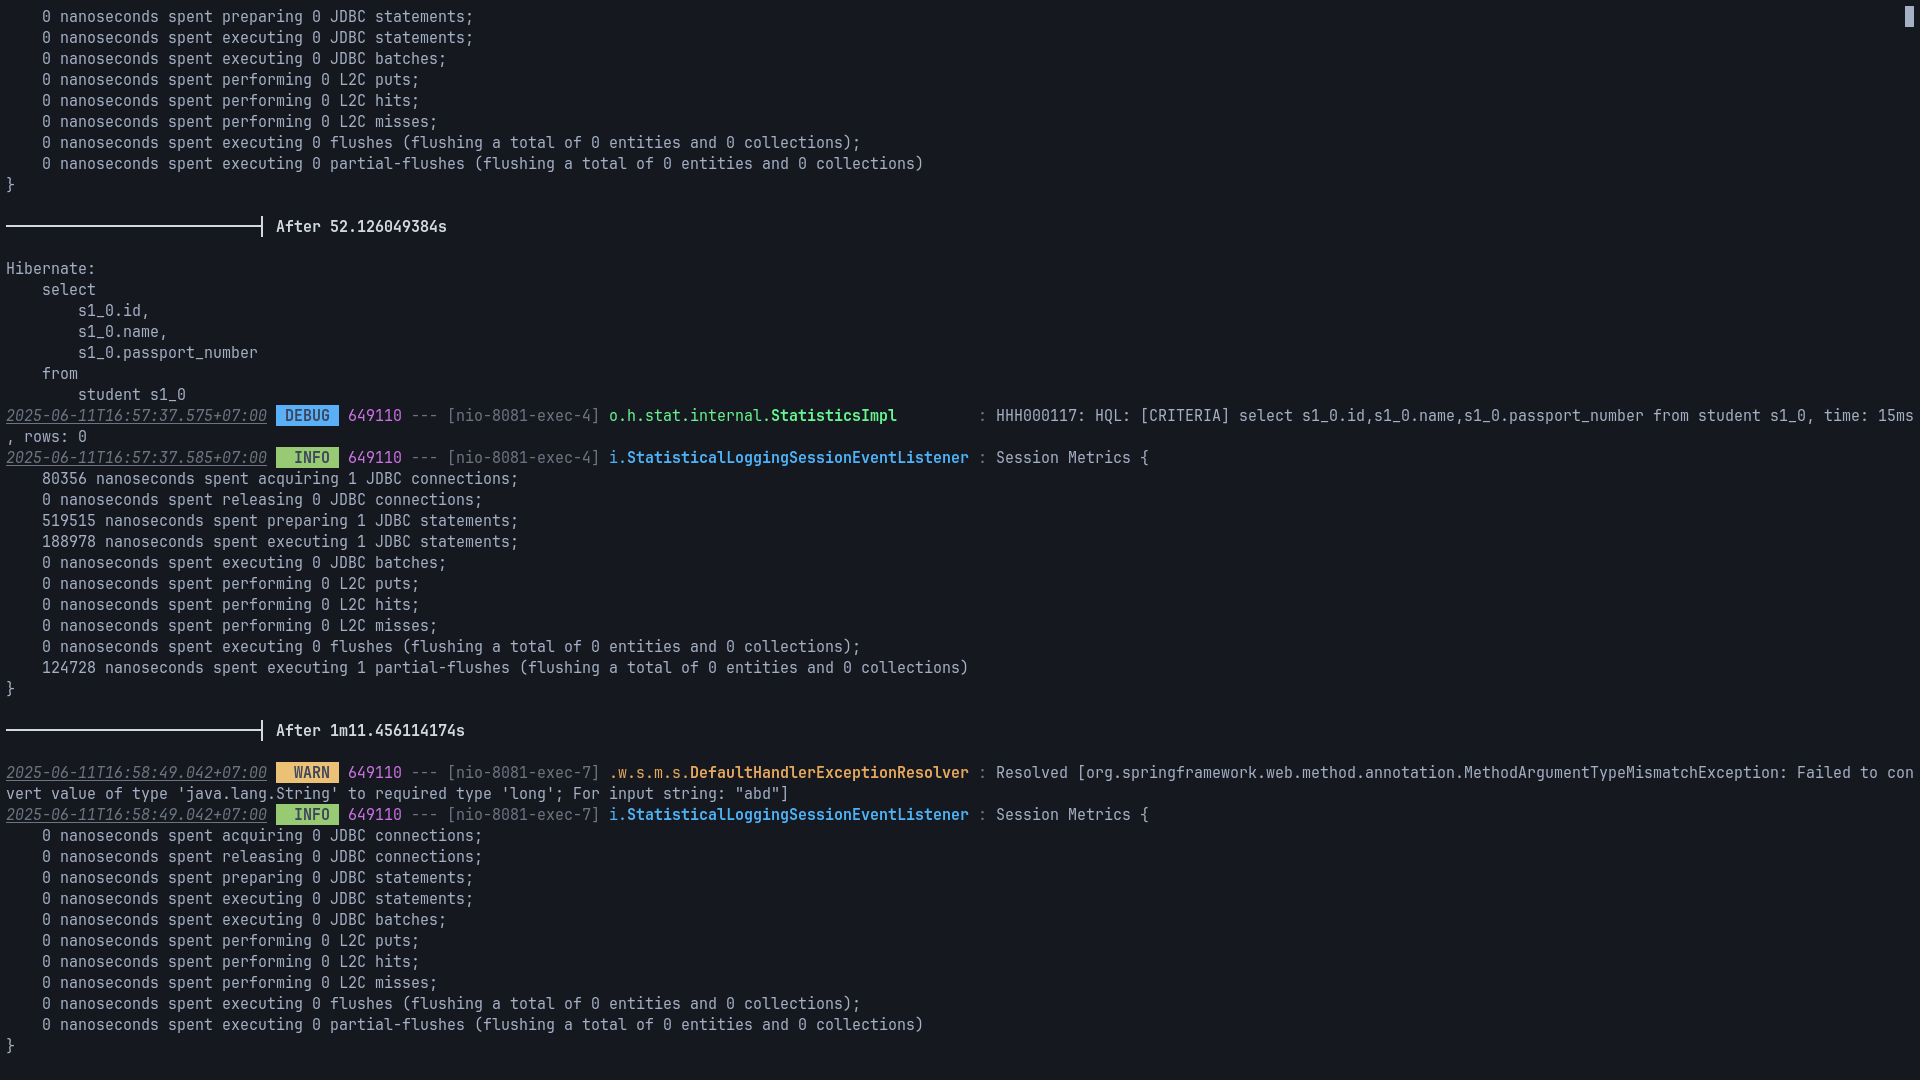 0 nanoseconds spent preparing 0 JDBC statements;
    0 nanoseconds spent executing 0 JDBC statements;
    0 nanoseconds spent executing 0 JDBC batches;
    0 nanoseconds spent performing 0 L2C puts;
    0 nanoseconds spent performing 0 L2C hits;
    0 nanoseconds spent performing 0 L2C misses;
    0 nanoseconds spent executing 0 flushes (flushing a total of 0 entities and 0 collections);
    0 nanoseconds spent executing 0 partial-flushes (flushing a total of 0 entities and 0 collections)
}
After 52.126049384s
Hibernate:
    select
        s1_0.id,
        s1_0.name,
        s1_0.passport_number
    from
        student s1_0
2025-06-11T16:57:37.575+07:00 DEBUG 649110 --- [nio-8081-exec-4] o.h.stat.internal.StatisticsImpl         : HHH000117: HQL: [CRITERIA] select s1_0.id,s1_0.name,s1_0.passport_number from student s1_0, time: 15ms
, rows: 0
2025-06-11T16:57:37.585+07:00  INFO 649110 --- [nio-8081-exec-4] i.StatisticalLoggingSessionEventListener : Session Metrics {
    80356 nanoseconds spent acquiring 1 JDBC connections;
    0 nanoseconds spent releasing 0 JDBC connections;
    519515 nanoseconds spent preparing 1 JDBC statements;
    188978 nanoseconds spent executing 1 JDBC statements;
    0 nanoseconds spent executing 0 JDBC batches;
    0 nanoseconds spent performing 0 L2C puts;
    0 nanoseconds spent performing 0 L2C hits;
    0 nanoseconds spent performing 0 L2C misses;
    0 nanoseconds spent executing 0 flushes (flushing a total of 0 entities and 0 collections);
    124728 nanoseconds spent executing 1 partial-flushes (flushing a total of 0 entities and 0 collections)
}
After 1m11.456114174s
2025-06-11T16:58:49.042+07:00  WARN 649110 --- [nio-8081-exec-7] .w.s.m.s.DefaultHandlerExceptionResolver : Resolved [org.springframework.web.method.annotation.MethodArgumentTypeMismatchException: Failed to con
vert value of type 'java.lang.String' to required type 'long'; For input string: "abd"]
2025-06-11T16:58:49.042+07:00  INFO 649110 --- [nio-8081-exec-7] i.StatisticalLoggingSessionEventListener : Session Metrics {
    0 nanoseconds spent acquiring 0 JDBC connections;
    0 nanoseconds spent releasing 0 JDBC connections;
    0 nanoseconds spent preparing 0 JDBC statements;
    0 nanoseconds spent executing 0 JDBC statements;
    0 nanoseconds spent executing 0 JDBC batches;
    0 nanoseconds spent performing 0 L2C puts;
    0 nanoseconds spent performing 0 L2C hits;
    0 nanoseconds spent performing 0 L2C misses;
    0 nanoseconds spent executing 0 flushes (flushing a total of 0 entities and 0 collections);
    0 nanoseconds spent executing 0 partial-flushes (flushing a total of 0 entities and 0 collections)
}